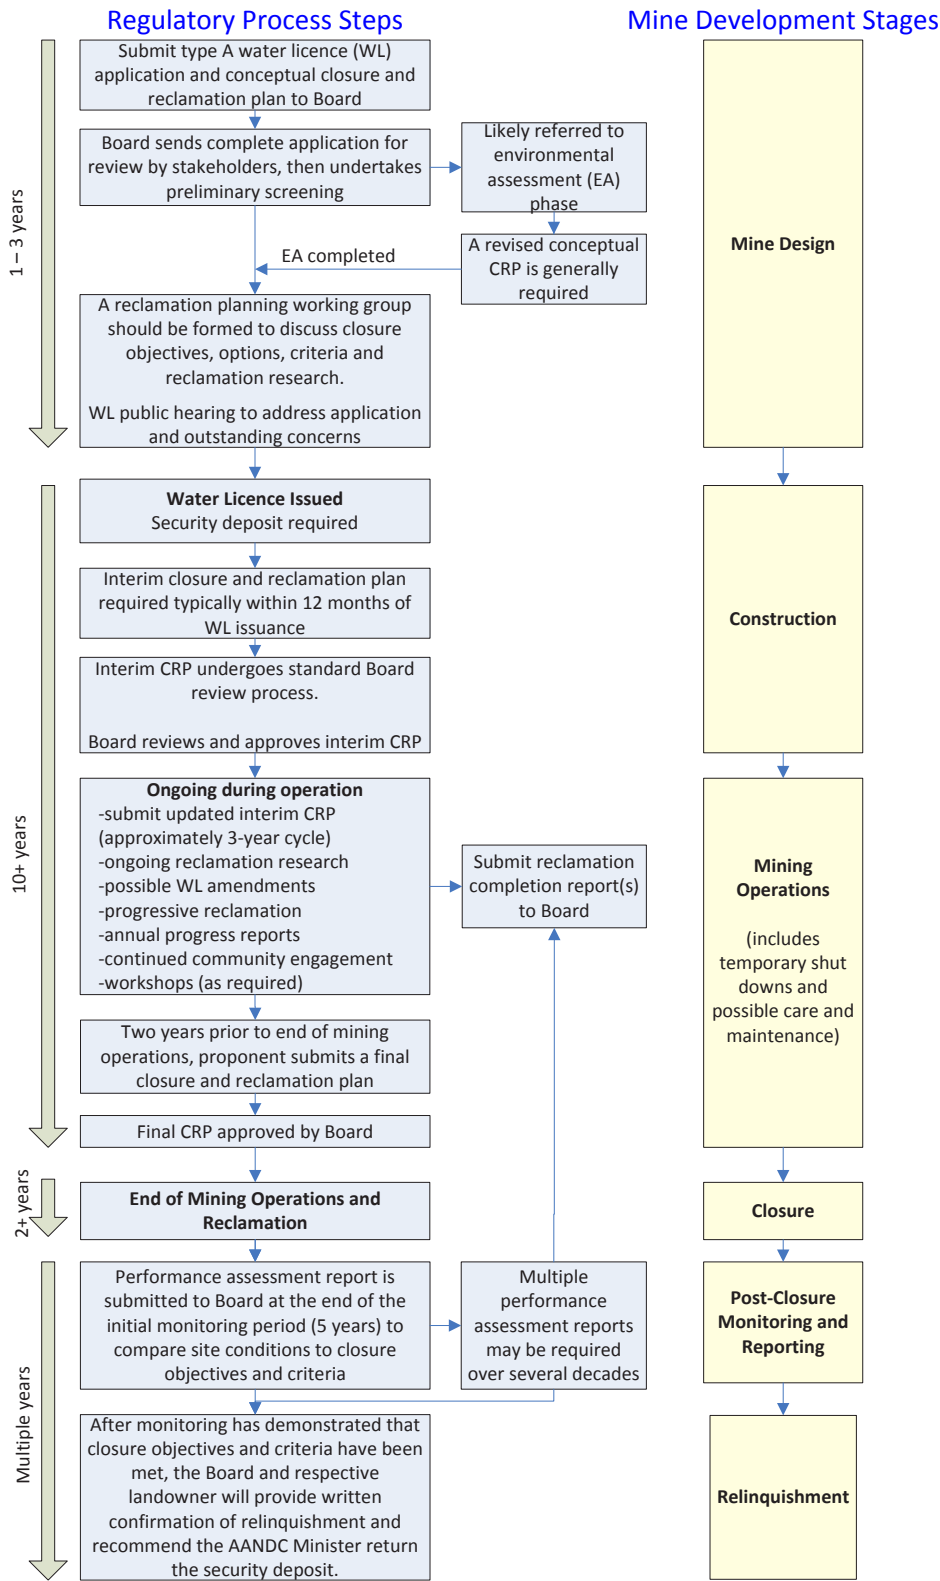 Regulatory Process Steps
Mine Development Stages
Submit type A water licence (WL)
application and conceptual closure and
reclamation plan to Board
Board sends complete application for
review by stakeholders, then undertakes
preliminary screening
Likely referred to
environmental
assessment (EA)
phase
A revised conceptual
CRP is generally
required
EA completed
1 – 3 years
Mine Design
A reclamation planning working group
should be formed to discuss closure
objectives, options, criteria and
reclamation research.
WL public hearing to address application
and outstanding concerns
Water Licence Issued
Security deposit required
Interim closure and reclamation plan
required typically within 12 months of
WL issuance
Construction
Interim CRP undergoes standard Board
review process.
Board reviews and approves interim CRP
10+ years
Ongoing during operation
-submit updated interim CRP
(approximately 3-year cycle)
-ongoing reclamation research
-possible WL amendments
-progressive reclamation
-annual progress reports
-continued community engagement
-workshops (as required)
Submit reclamation
completion report(s)
to Board
Mining
Operations
(includes
temporary shut
downs and
possible care and
maintenance)
Two years prior to end of mining
operations, proponent submits a final
closure and reclamation plan
Final CRP approved by Board
2+ years
End of Mining Operations and
Reclamation
Closure
Performance assessment report is
submitted to Board at the end of the
initial monitoring period (5 years) to
compare site conditions to closure
objectives and criteria
Multiple
performance
assessment reports
may be required
over several decades
Post-Closure
Monitoring and
Reporting
Multiple years
After monitoring has demonstrated that
closure objectives and criteria have been
met, the Board and respective
landowner will provide written
confirmation of relinquishment and
recommend the AANDC Minister return
the security deposit.
Relinquishment